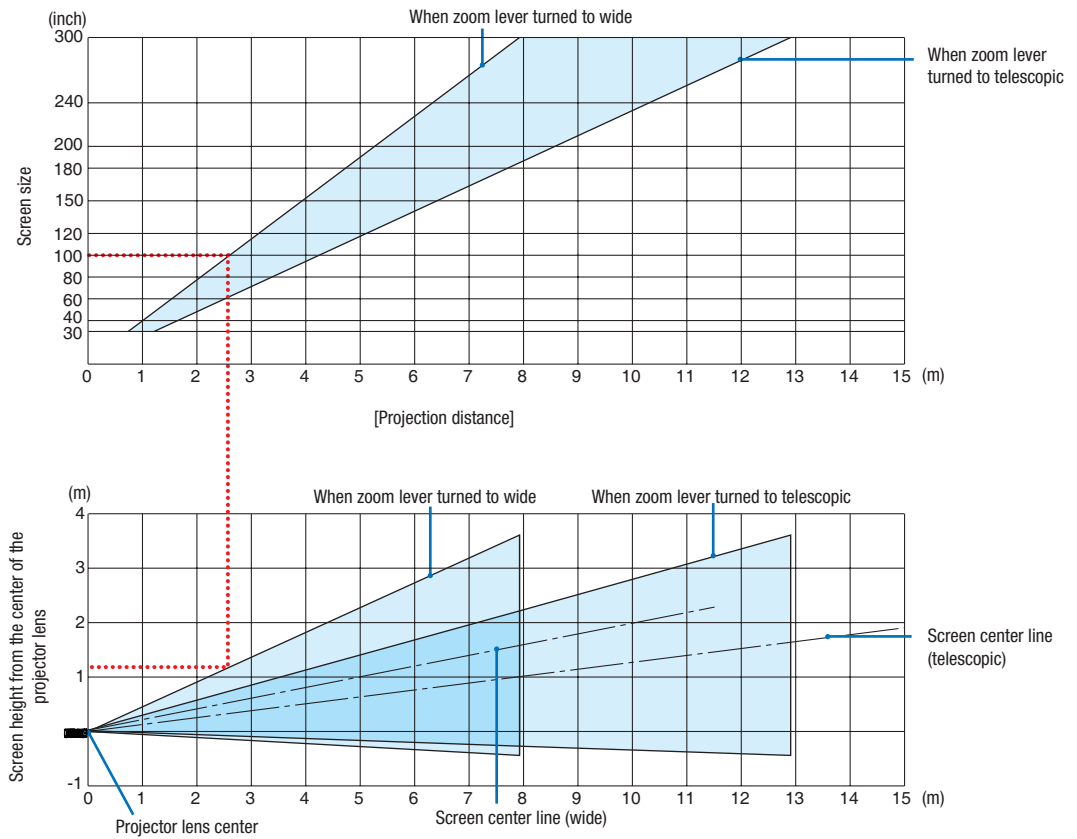 (inch)
When zoom lever turned to wide
300
When zoom lever
turned to telescopic
240
200
180
150
120
100
80
60
40
30
Screen size
0 1 2 3 4 5 6 7 8 9 10 11 12 13 14 15 (m)
[Projection distance]
(m)
When zoom lever turned to wide
When zoom lever turned to telescopic
4
3
2
1
-1
Screen height from the center of the
projector lens
Screen center line
(telescopic)
0 1 2 3 4 5 6 7 8 9 10 11 12 13 14 15 (m)
Screen center line (wide)
Projector lens center